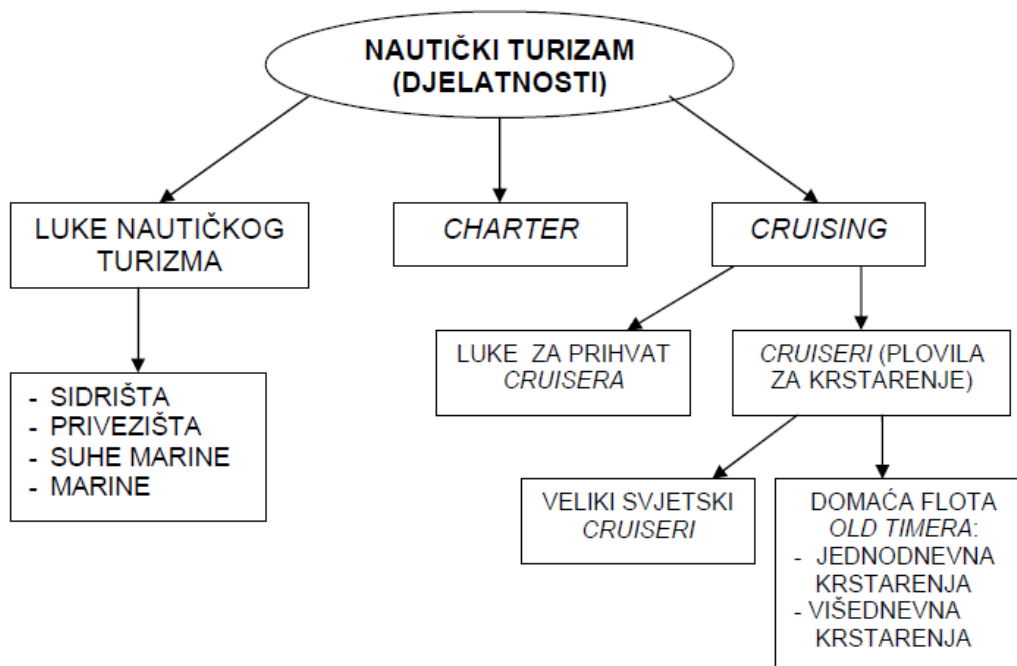 NAUTIČKI TURIZAM
(DJELATNOSTI)
LUKE NAUTIČKOG
TURIZMA
CHARTER
CRUISING
LUKE ZA PRIHVAT
CRUISERA
CRUISERI (PLOVILA
ZA KRSTARENJE)
- SIDRIŠTA
- PRIVEZIŠTA
- SUHE MARINE
- MARINE
VELIKI SVJETSKI
CRUISERI
DOMAĆA FLOTA
OLD TIMERA:
- JEDNODNEVNA
KRSTARENJA
- VIŠEDNEVNA
KRSTARENJA